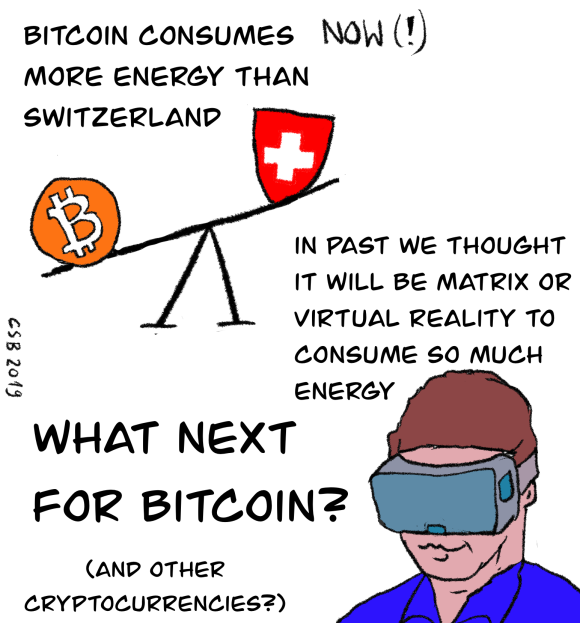 BITCOIN CONSUMES NOW (!)
MORE ENERGY THAN
SWITZERLAND
B
IN PAST WE THOUGHT
IT WILL BE MATRIX OR
VIRTUAL REALITY TO
CONSUME SO MUCH
ENERGY
GSB 2019
WHAT NEXT
FOR BITCOIN?
(AND OTHER
CRYPTOCURRENCIES?)